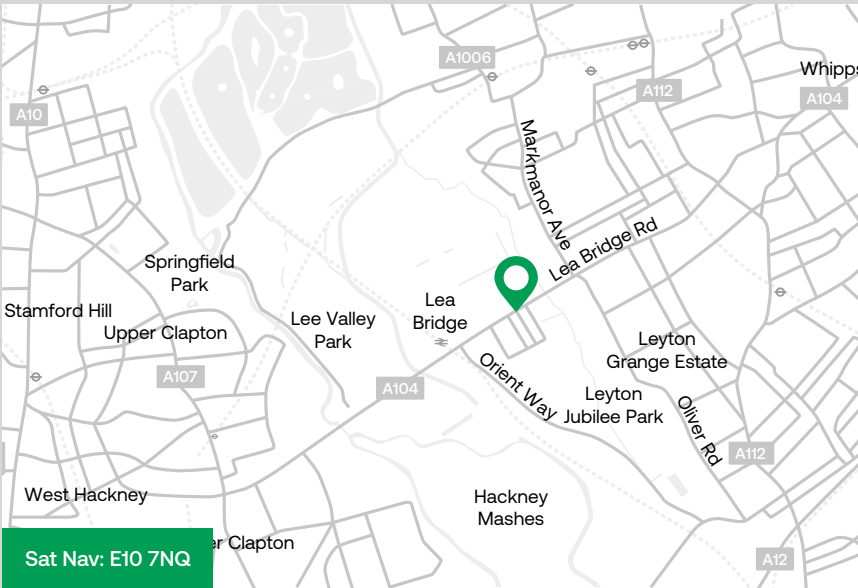 A1006
Whipps
A112
A104
A10
Markmanor Ave
Lea Bridge Rd
Springfield
Park
Stamford Hill
Upper Clapton
Lee Valley
Park
Lea
Bridge
Leyton
Grange Estate
A107
A104
Orient Way
Leyton
Jubilee Park
Oliver Rd
A112
West Hackney
Hackney
Mashes
er Clapton
Sat Nav: E10 7NQ
A12